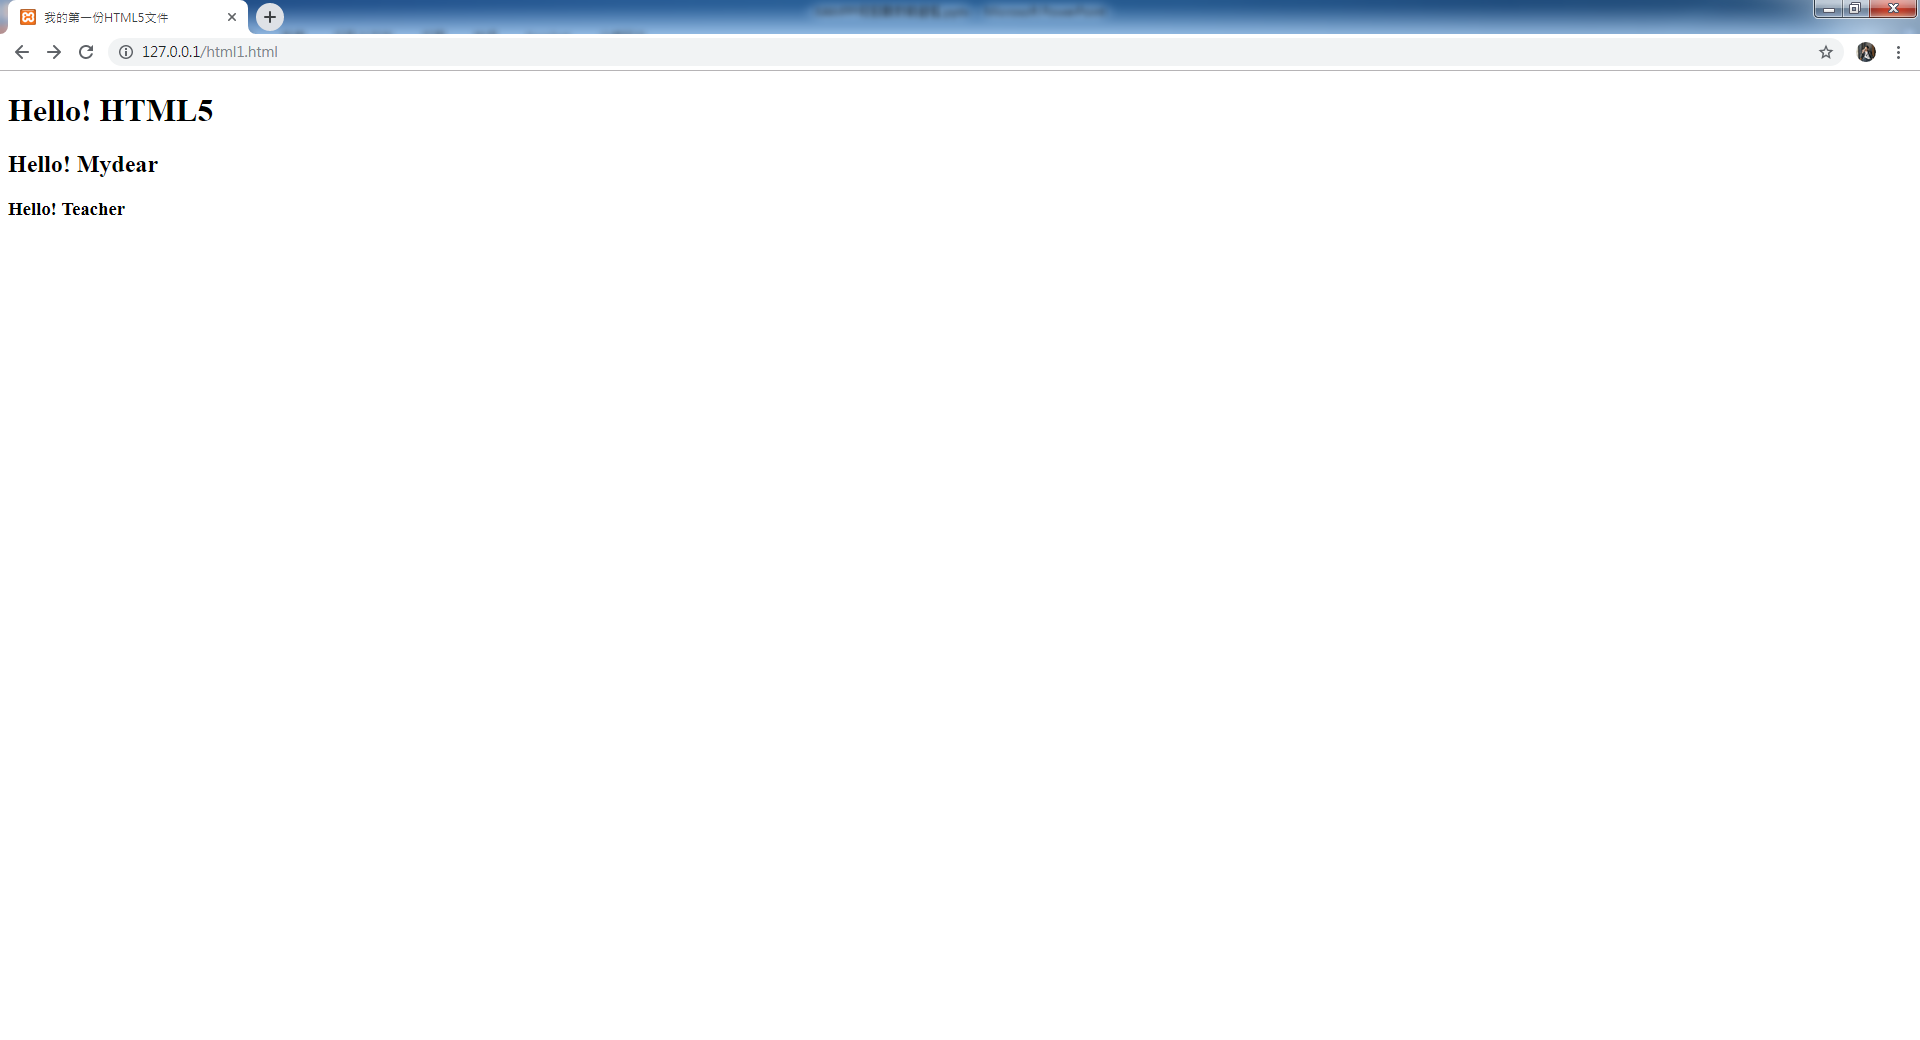 我的第一份HTML5文件
127.0.0.1/html1.html
Hello! HTML5
Hello! Mydear
Hello! Teacher